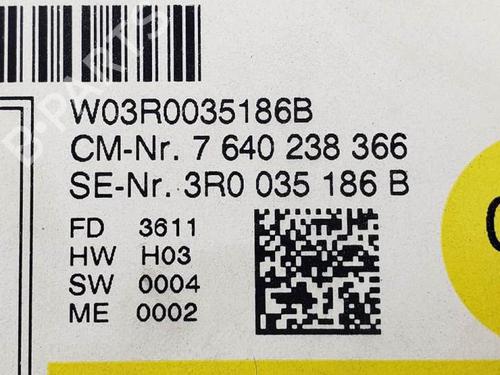 W03R0035186B
CM-Nr. 7 640 238 366
SE-Nr. 3R0 035 186 B
FD 3611
HW H03
SW 0004
ME 0002
B-PARTS